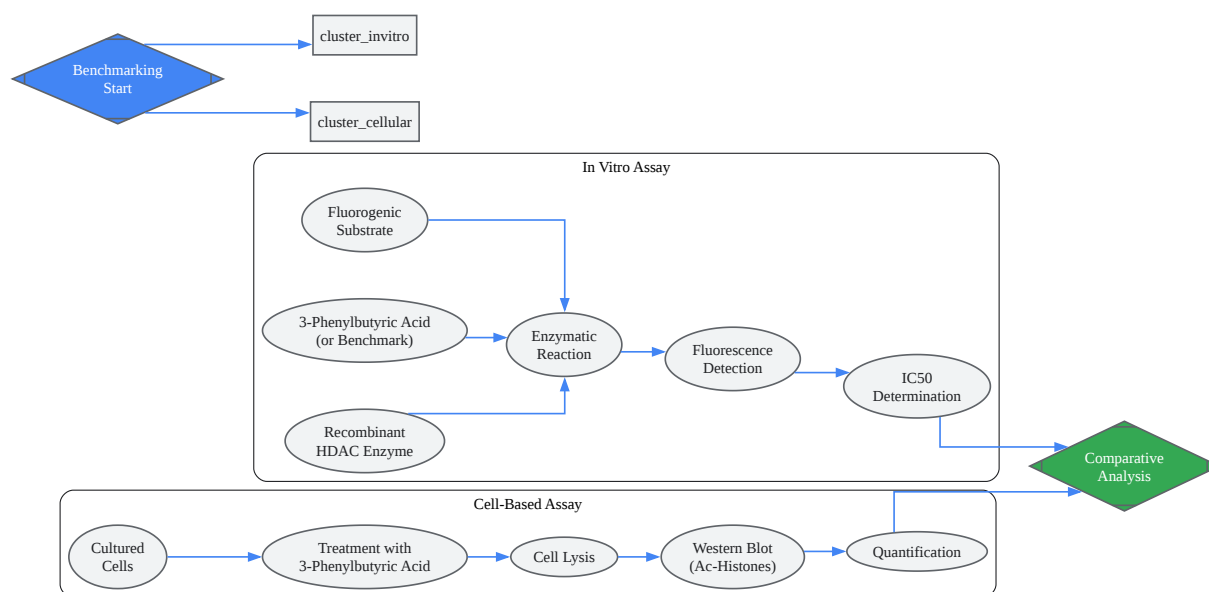 Benchmarking
Start
cluster_invitro
cluster_cellular
In Vitro Assay
Fluorogenic
Substrate
3-Phenylbutyric Acid
(or Benchmark)
Recombinant
HDAC Enzyme
Enzymatic
Reaction
Fluorescence
Detection
IC50
Determination
Comparative
Analysis
Cell-Based Assay
Cultured
Cells
Treatment with
3-Phenylbutyric Acid
Cell Lysis
Western Blot
(Ac-Histones)
Quantification